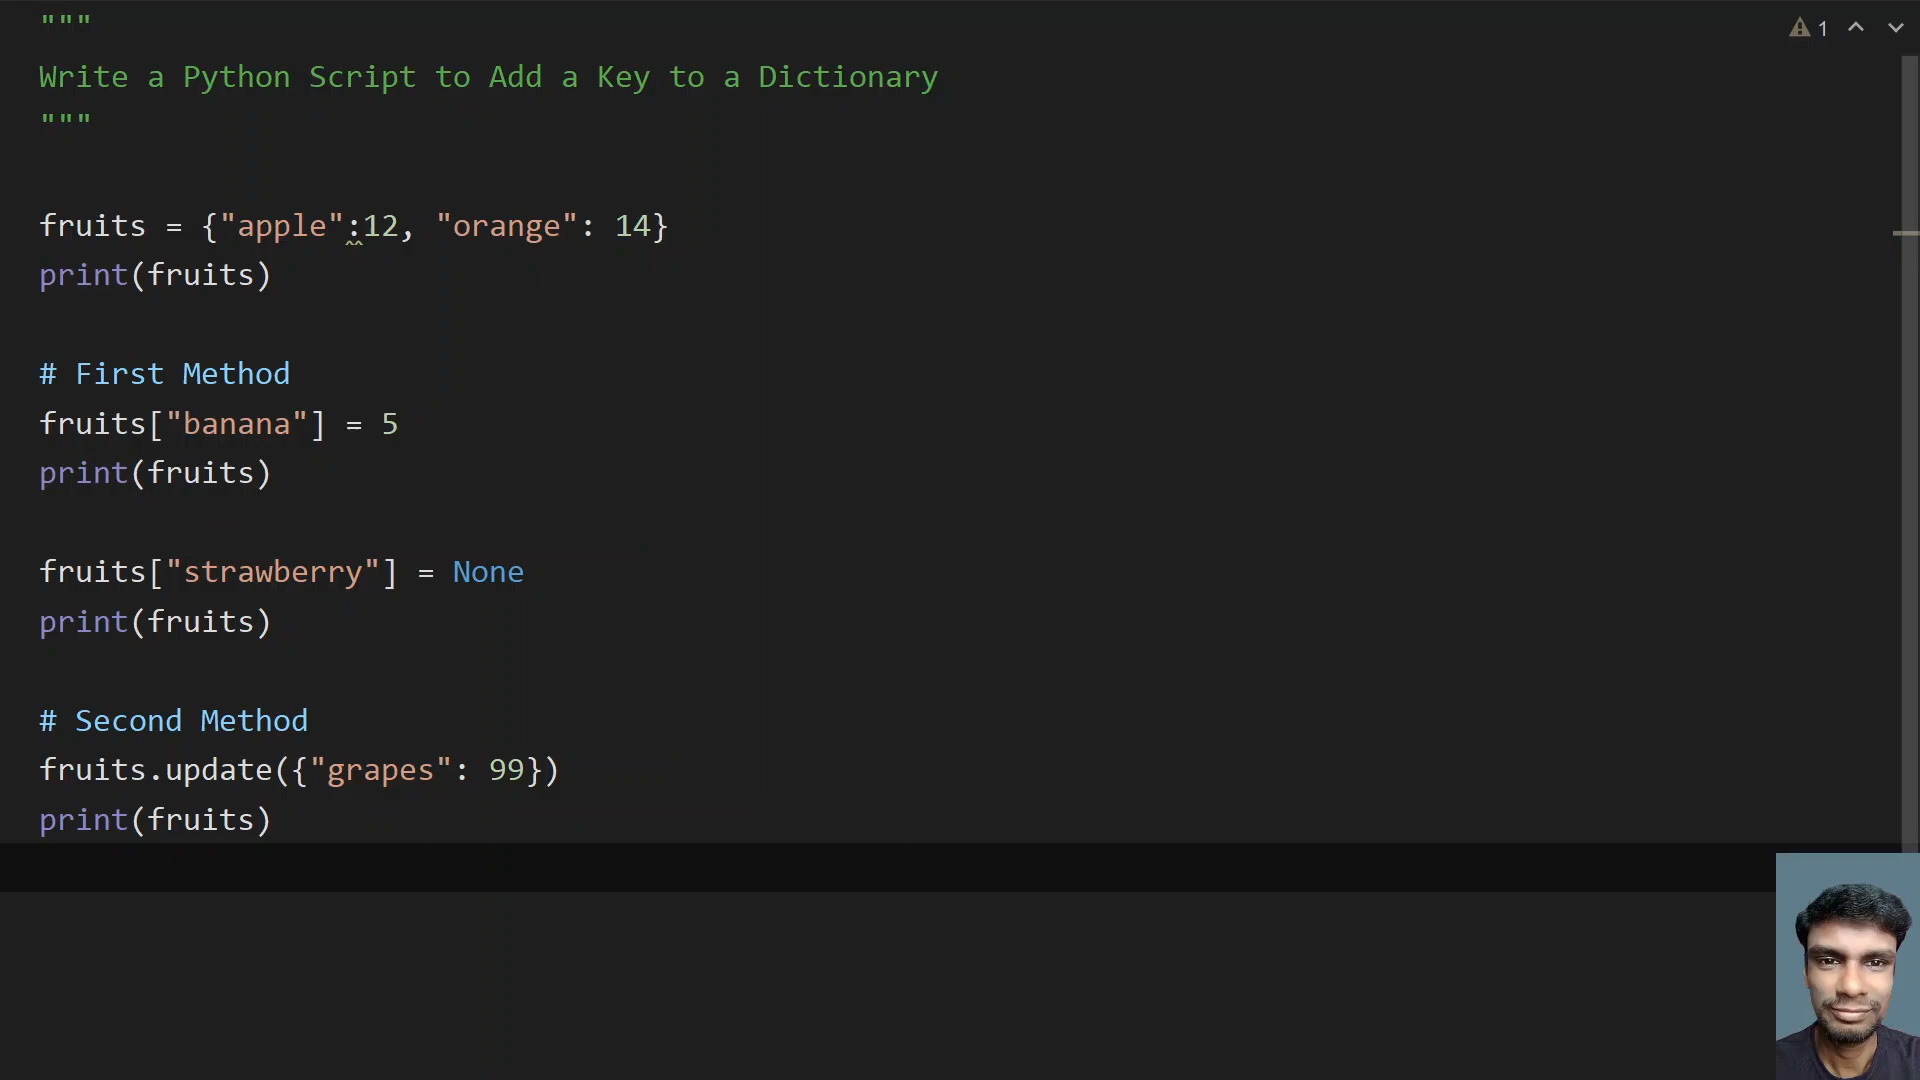 """
Write a Python Script to Add a Key to a Dictionary
"""
fruits = {"apple":12, "orange": 14}
print(fruits)
# First Method
fruits["banana"] = 5
print(fruits)
fruits["strawberry"] = None
print(fruits)
# Second Method
fruits.update({"grapes": 99})
print(fruits)
1